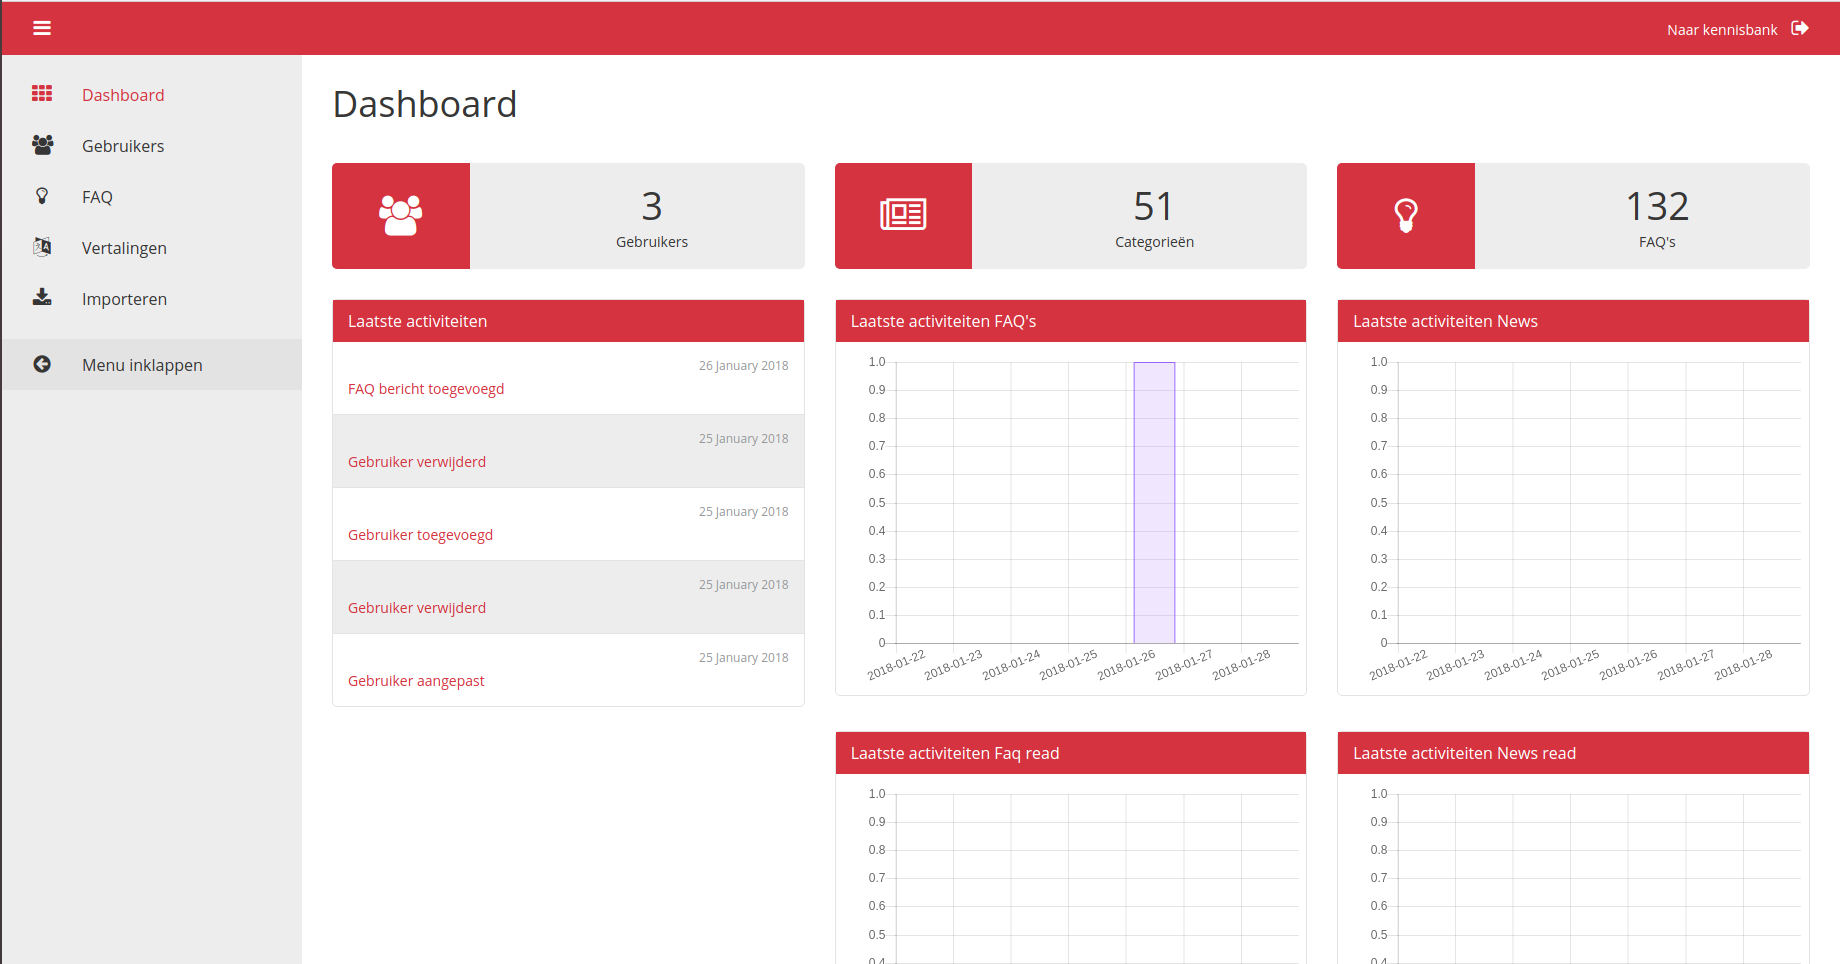 Naar kennisbank
Dashboard
Gebruikers
FAQ
Vertalingen
Importeren
Menu inklappen
Dashboard
3
Gebruikers
51
Categorieën
132
FAQ's
Laatste activiteiten
26 January 2018
FAQ bericht toegevoegd
25 January 2018
Gebruiker verwijderd
25 January 2018
Gebruiker toegevoegd
25 January 2018
Gebruiker verwijderd
25 January 2018
Gebruiker aangepast
Laatste activiteiten FAQ's
1.0
0.9
0.8
0.7
0.6
0.5
0.4
0.3
0.2
0.1
0
2018-01-22 2018-01-23 2018-01-24 2018-01-25 2018-01-26 2018-01-27 2018-01-28
Laatste activiteiten News
1.0
0.9
0.8
0.7
0.6
0.5
0.4
0.3
0.2
0.1
0
2018-01-22 2018-01-23 2018-01-24 2018-01-25 2018-01-26 2018-01-27 2018-01-28
Laatste activiteiten Faq read
1.0
0.9
0.8
0.7
0.6
0.5
0.4
Laatste activiteiten News read
1.0
0.9
0.8
0.7
0.6
0.5
0.4